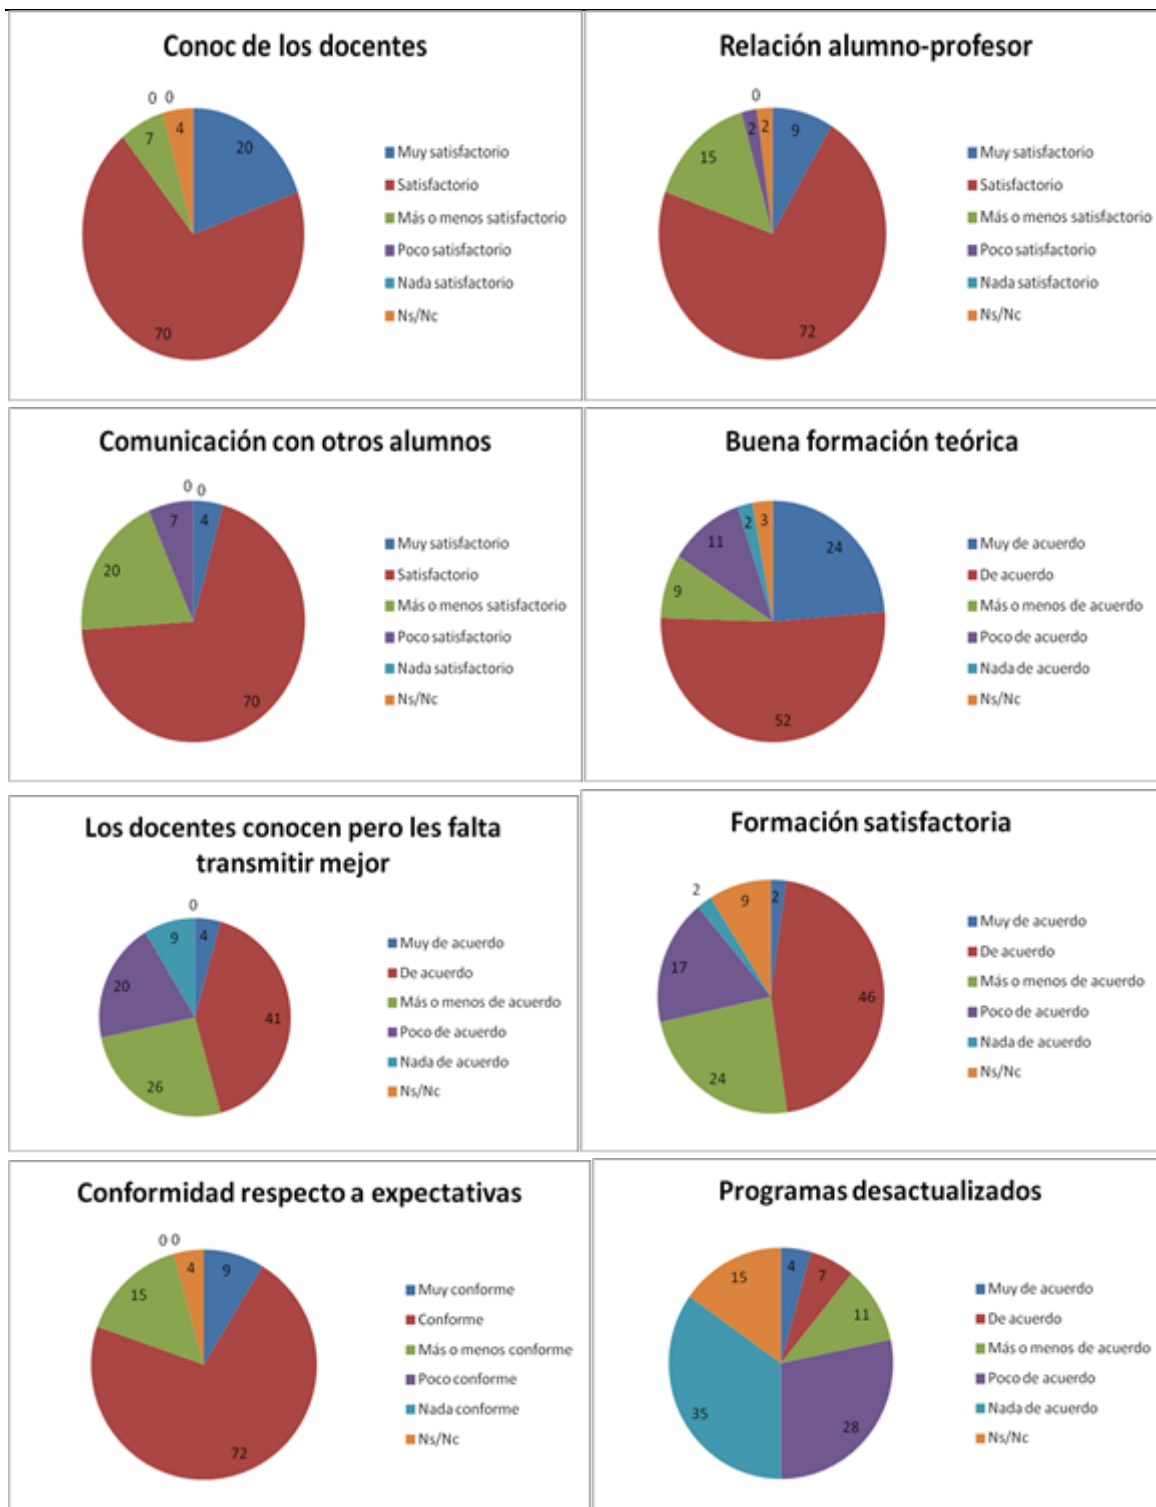 Conoc de los docentes
0 0
4
7
20
70
Muy satisfactorio
Satisfactorio
Más o menos satisfactorio
Poco satisfactorio
Nada satisfactorio
Ns/Nc
Relación alumno-profesor
0
2 2
9
15
72
Muy satisfactorio
Satisfactorio
Más o menos satisfactorio
Poco satisfactorio
Nada satisfactorio
Ns/Nc
Comunicación con otros alumnos
0 0
7 4
20
70
Muy satisfactorio
Satisfactorio
Más o menos satisfactorio
Poco satisfactorio
Nada satisfactorio
Ns/Nc
Buena formación teórica
2 3
11
24
9
52
Muy de acuerdo
De acuerdo
Más o menos de acuerdo
Poco de acuerdo
Nada de acuerdo
Ns/Nc
Los docentes conocen pero les falta
transmitir mejor
0
9 4
20
41
26
Muy de acuerdo
De acuerdo
Más o menos de acuerdo
Poco de acuerdo
Nada de acuerdo
Ns/Nc
Formación satisfactoria
2
9 2
17
46
24
Muy de acuerdo
De acuerdo
Más o menos de acuerdo
Poco de acuerdo
Nada de acuerdo
Ns/Nc
Conformidad respecto a expectativas
0 0
4 9
15
72
Muy conforme
Conforme
Más o menos conforme
Poco conforme
Nada conforme
Ns/Nc
Programas desactualizados
15 4 7
11
35
28
Muy de acuerdo
De acuerdo
Más o menos de acuerdo
Poco de acuerdo
Nada de acuerdo
Ns/Nc